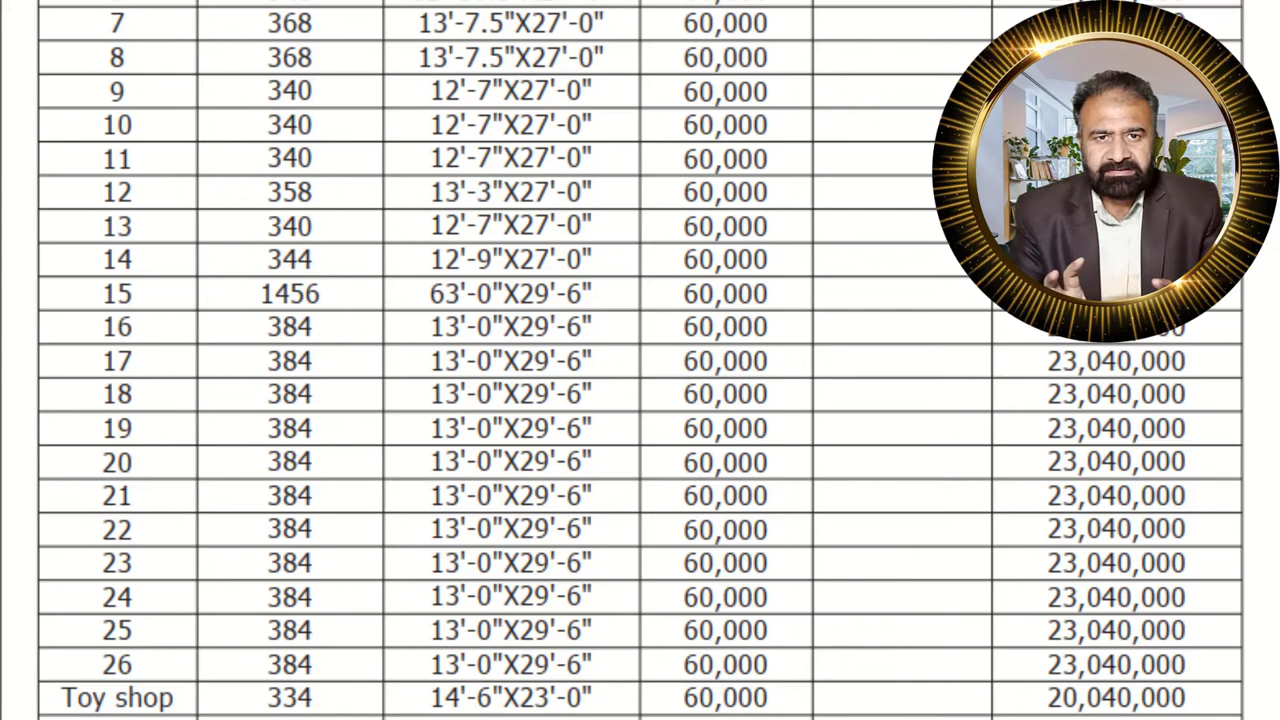 7 368 13'-7.5"X27'-0" 60,000
8 368 13'-7.5"X27'-0" 60,000
9 340 12'-7"X27'-0" 60,000
10 340 12'-7"X27'-0" 60,000
11 340 12'-7"X27'-0" 60,000
12 358 13'-3"X27'-0" 60,000
13 340 12'-7"X27'-0" 60,000
14 344 12'-9"X27'-0" 60,000
15 1456 63'-0"X29'-6" 60,000
16 384 13'-0"X29'-6" 60,000
17 384 13'-0"X29'-6" 60,000 23,040,000
18 384 13'-0"X29'-6" 60,000 23,040,000
19 384 13'-0"X29'-6" 60,000 23,040,000
20 384 13'-0"X29'-6" 60,000 23,040,000
21 384 13'-0"X29'-6" 60,000 23,040,000
22 384 13'-0"X29'-6" 60,000 23,040,000
23 384 13'-0"X29'-6" 60,000 23,040,000
24 384 13'-0"X29'-6" 60,000 23,040,000
25 384 13'-0"X29'-6" 60,000 23,040,000
26 384 13'-0"X29'-6" 60,000 23,040,000
Toy shop 334 14'-6"X23'-0" 60,000 20,040,000